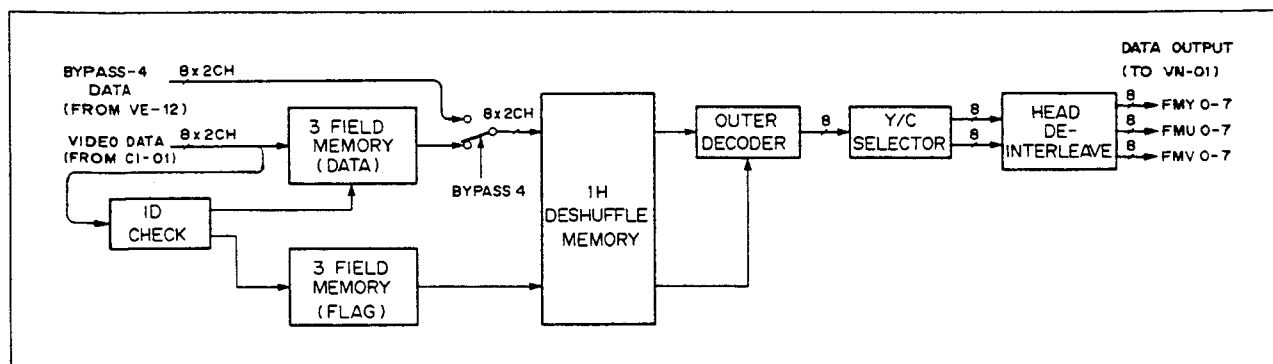 BYPASS-4
DATA
(FROM VE-12)
8x2CH
VIDEO DATA
(FROM CI-01)
8x2CH
ID
CHECK
3 FIELD
MEMORY
(DATA)
3 FIELD
MEMORY
(FLAG)
8x2CH
BYPASS 4
1H
DESHUFFLE
MEMORY
OUTER
DECODER
8
Y/C
SELECTOR
8
8
HEAD
DE-
INTERLEAVE
DATA OUTPUT
(TO VN-01)
8
FMY 0-7
8
FMU 0-7
8
FMV 0-7